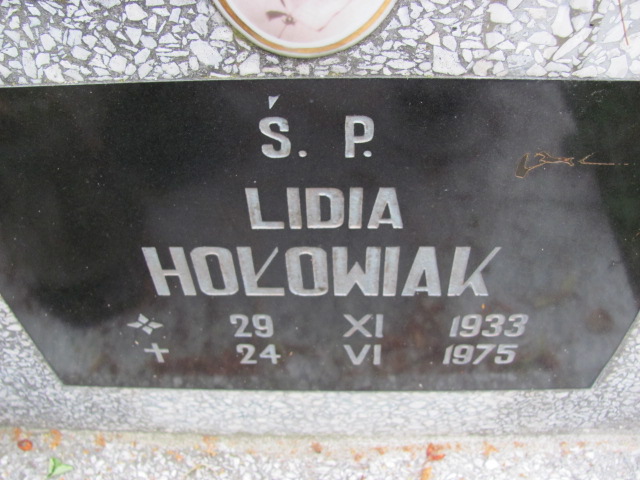 Ś. P.
LIDIA
HOŁOWIAK
* 29 XI 1933
+ 24 VI 1975